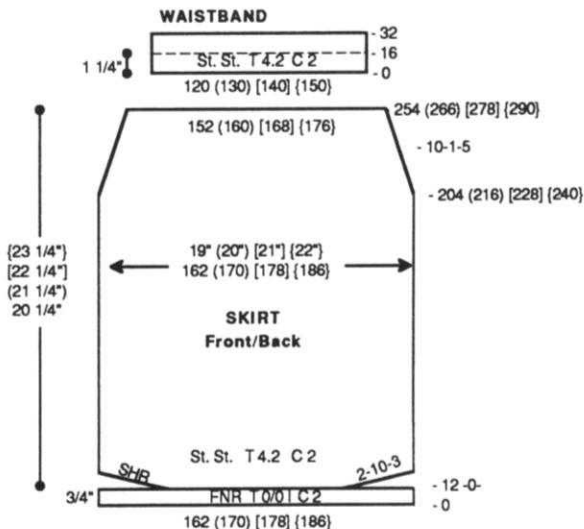 WAISTBAND
- 32
- 16
St. St. T 4.2 C 2
1 1/4"
- 0
120 (130) [140] {150}
254 (266) [278] {290}
152 (160) [168] {176}
- 10-1-5
- 204 (216) [228] {240}
19" (20") [21"] {22"}
162 (170) [178] {186}
{23 1/4"}
[22 1/4"]
(21 1/4")
20 1/4"
SKIRT
Front/Back
St. St. T 4.2 C 2
SHR
2-10-3
- 12 -0-
3/4"
FNR T 0/0 I C 2
- 0
162 (170) [178] {186}